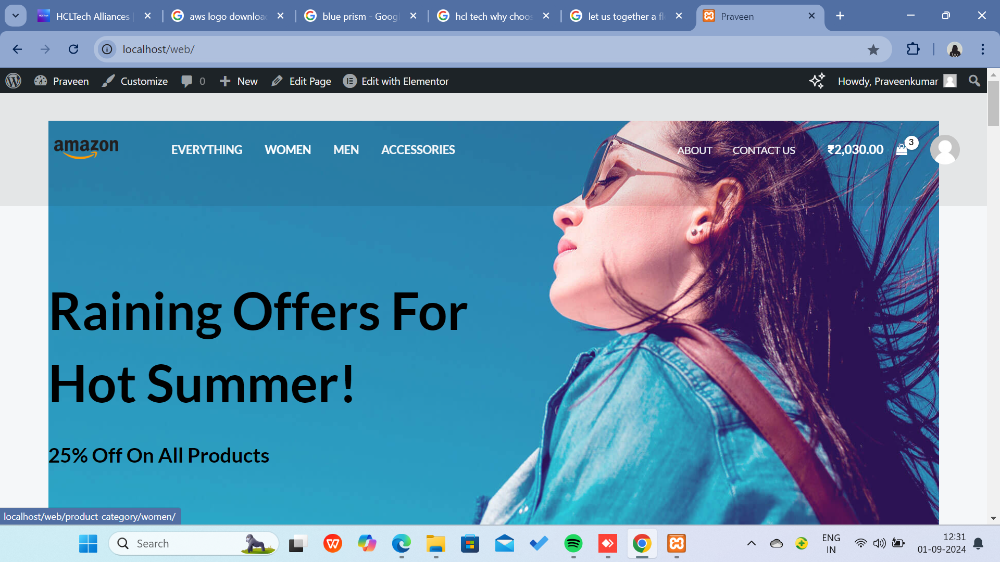 HCLTech Alliances
aws logo downloa
blue prism - Goog
hcl tech why choos
let us together a fl
Praveen
localhost/web/
Praveen
Customize
0
New
Edit Page
Edit with Elementor
Howdy, Praveenkumar
amazon
EVERYTHING
WOMEN
MEN
ACCESSORIES
ABOUT
CONTACT US
₹2,030.00
3
Raining Offers For
Hot Summer!
25% Off On All Products
localhost/web/product-category/women/
Search
ENG
IN
12:31
01-09-2024